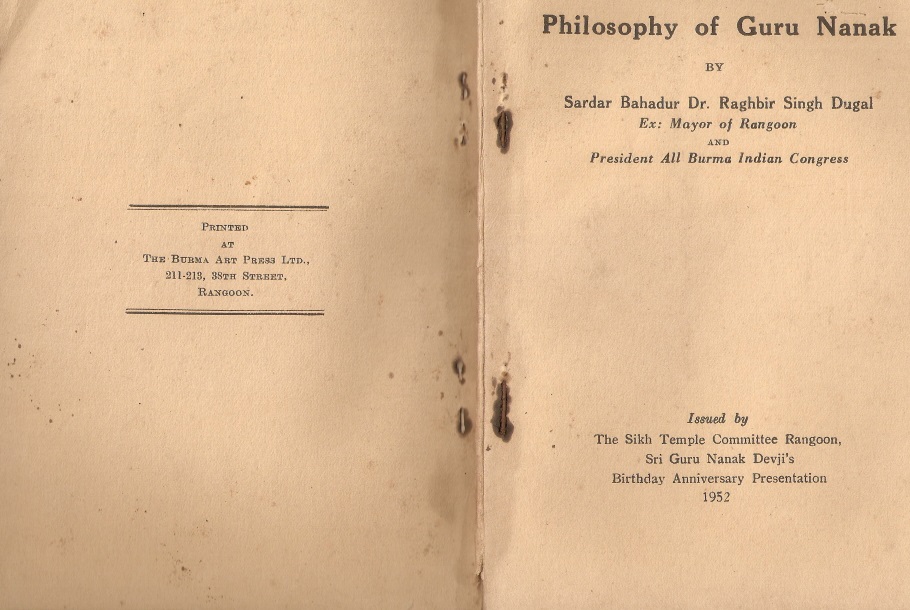 PRINTED
AT
THE BURMA ART PRESS LTD.,
211-213, 38TH STREET,
RANGOON.
Philosophy of Guru Nanak
BY
Sardar Bahadur Dr. Raghbir Singh Dugal
Ex: Mayor of Rangoon
AND
President All Burma Indian Congress
Issued by
The Sikh Temple Committee Rangoon,
Sri Guru Nanak Devji's
Birthday Anniversary Presentation
1952